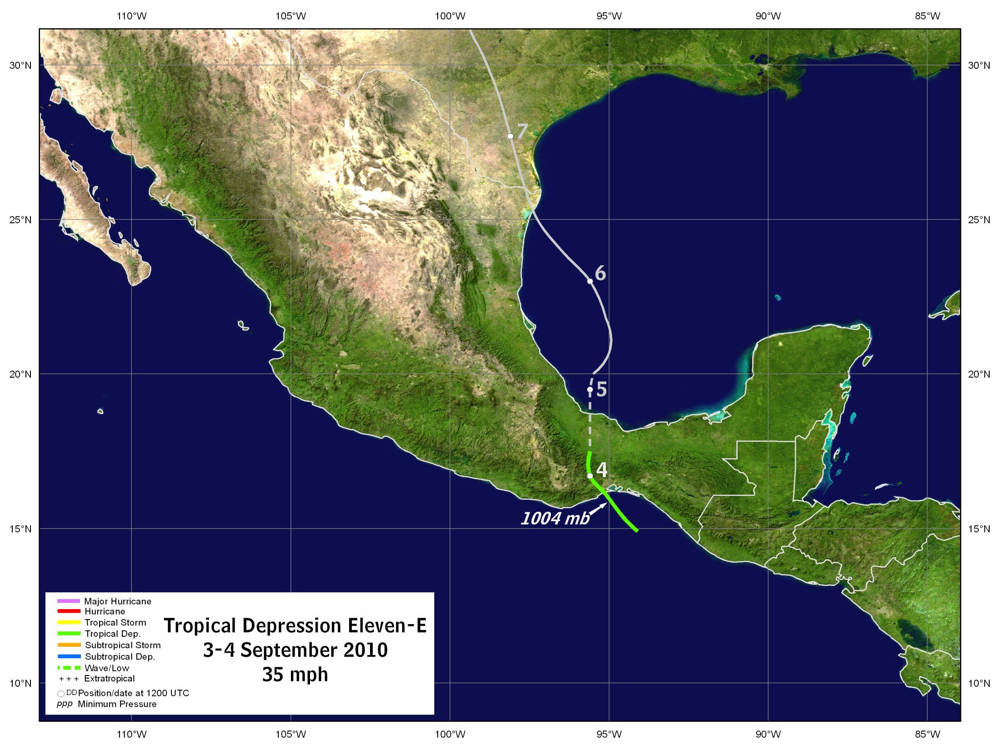 110°W 105°W 100°W 95°W 90°W 85°W
30°N 30°N
7
25°N 25°N
6
20°N 20°N
5
4
1004 mb
15°N 15°N
Major Hurricane
Hurricane
Tropical Storm
Tropical Dep.
Subtropical Storm
Subtropical Dep.
Wave/Low
+++ Extratropical
DD Position/date at 1200 UTC
ppp Minimum Pressure
Tropical Depression Eleven-E
3-4 September 2010
35 mph
10°N 10°N
110°W 105°W 100°W 95°W 90°W 85°W